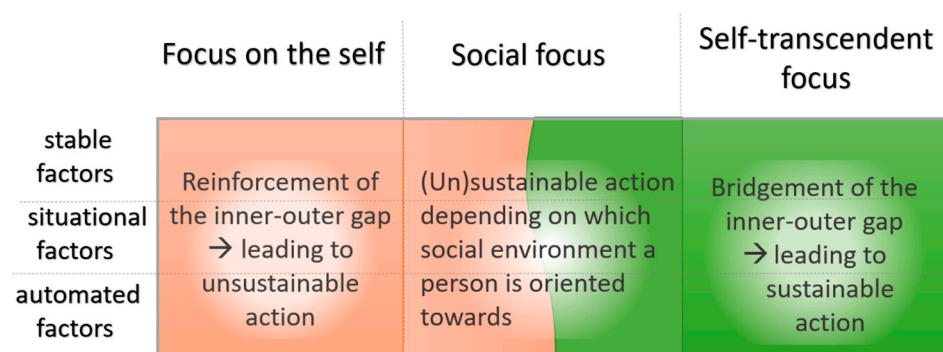 Focus on the self
Social focus
Self-transcendent
focus
stable
factors
situational
factors
automated
factors
Reinforcement of
the inner-outer gap
→ leading to
unsustainable
action
(Un)sustainable action
depending on which
social environment a
person is oriented
towards
Bridgement of the
inner-outer gap
→ leading to
sustainable
action